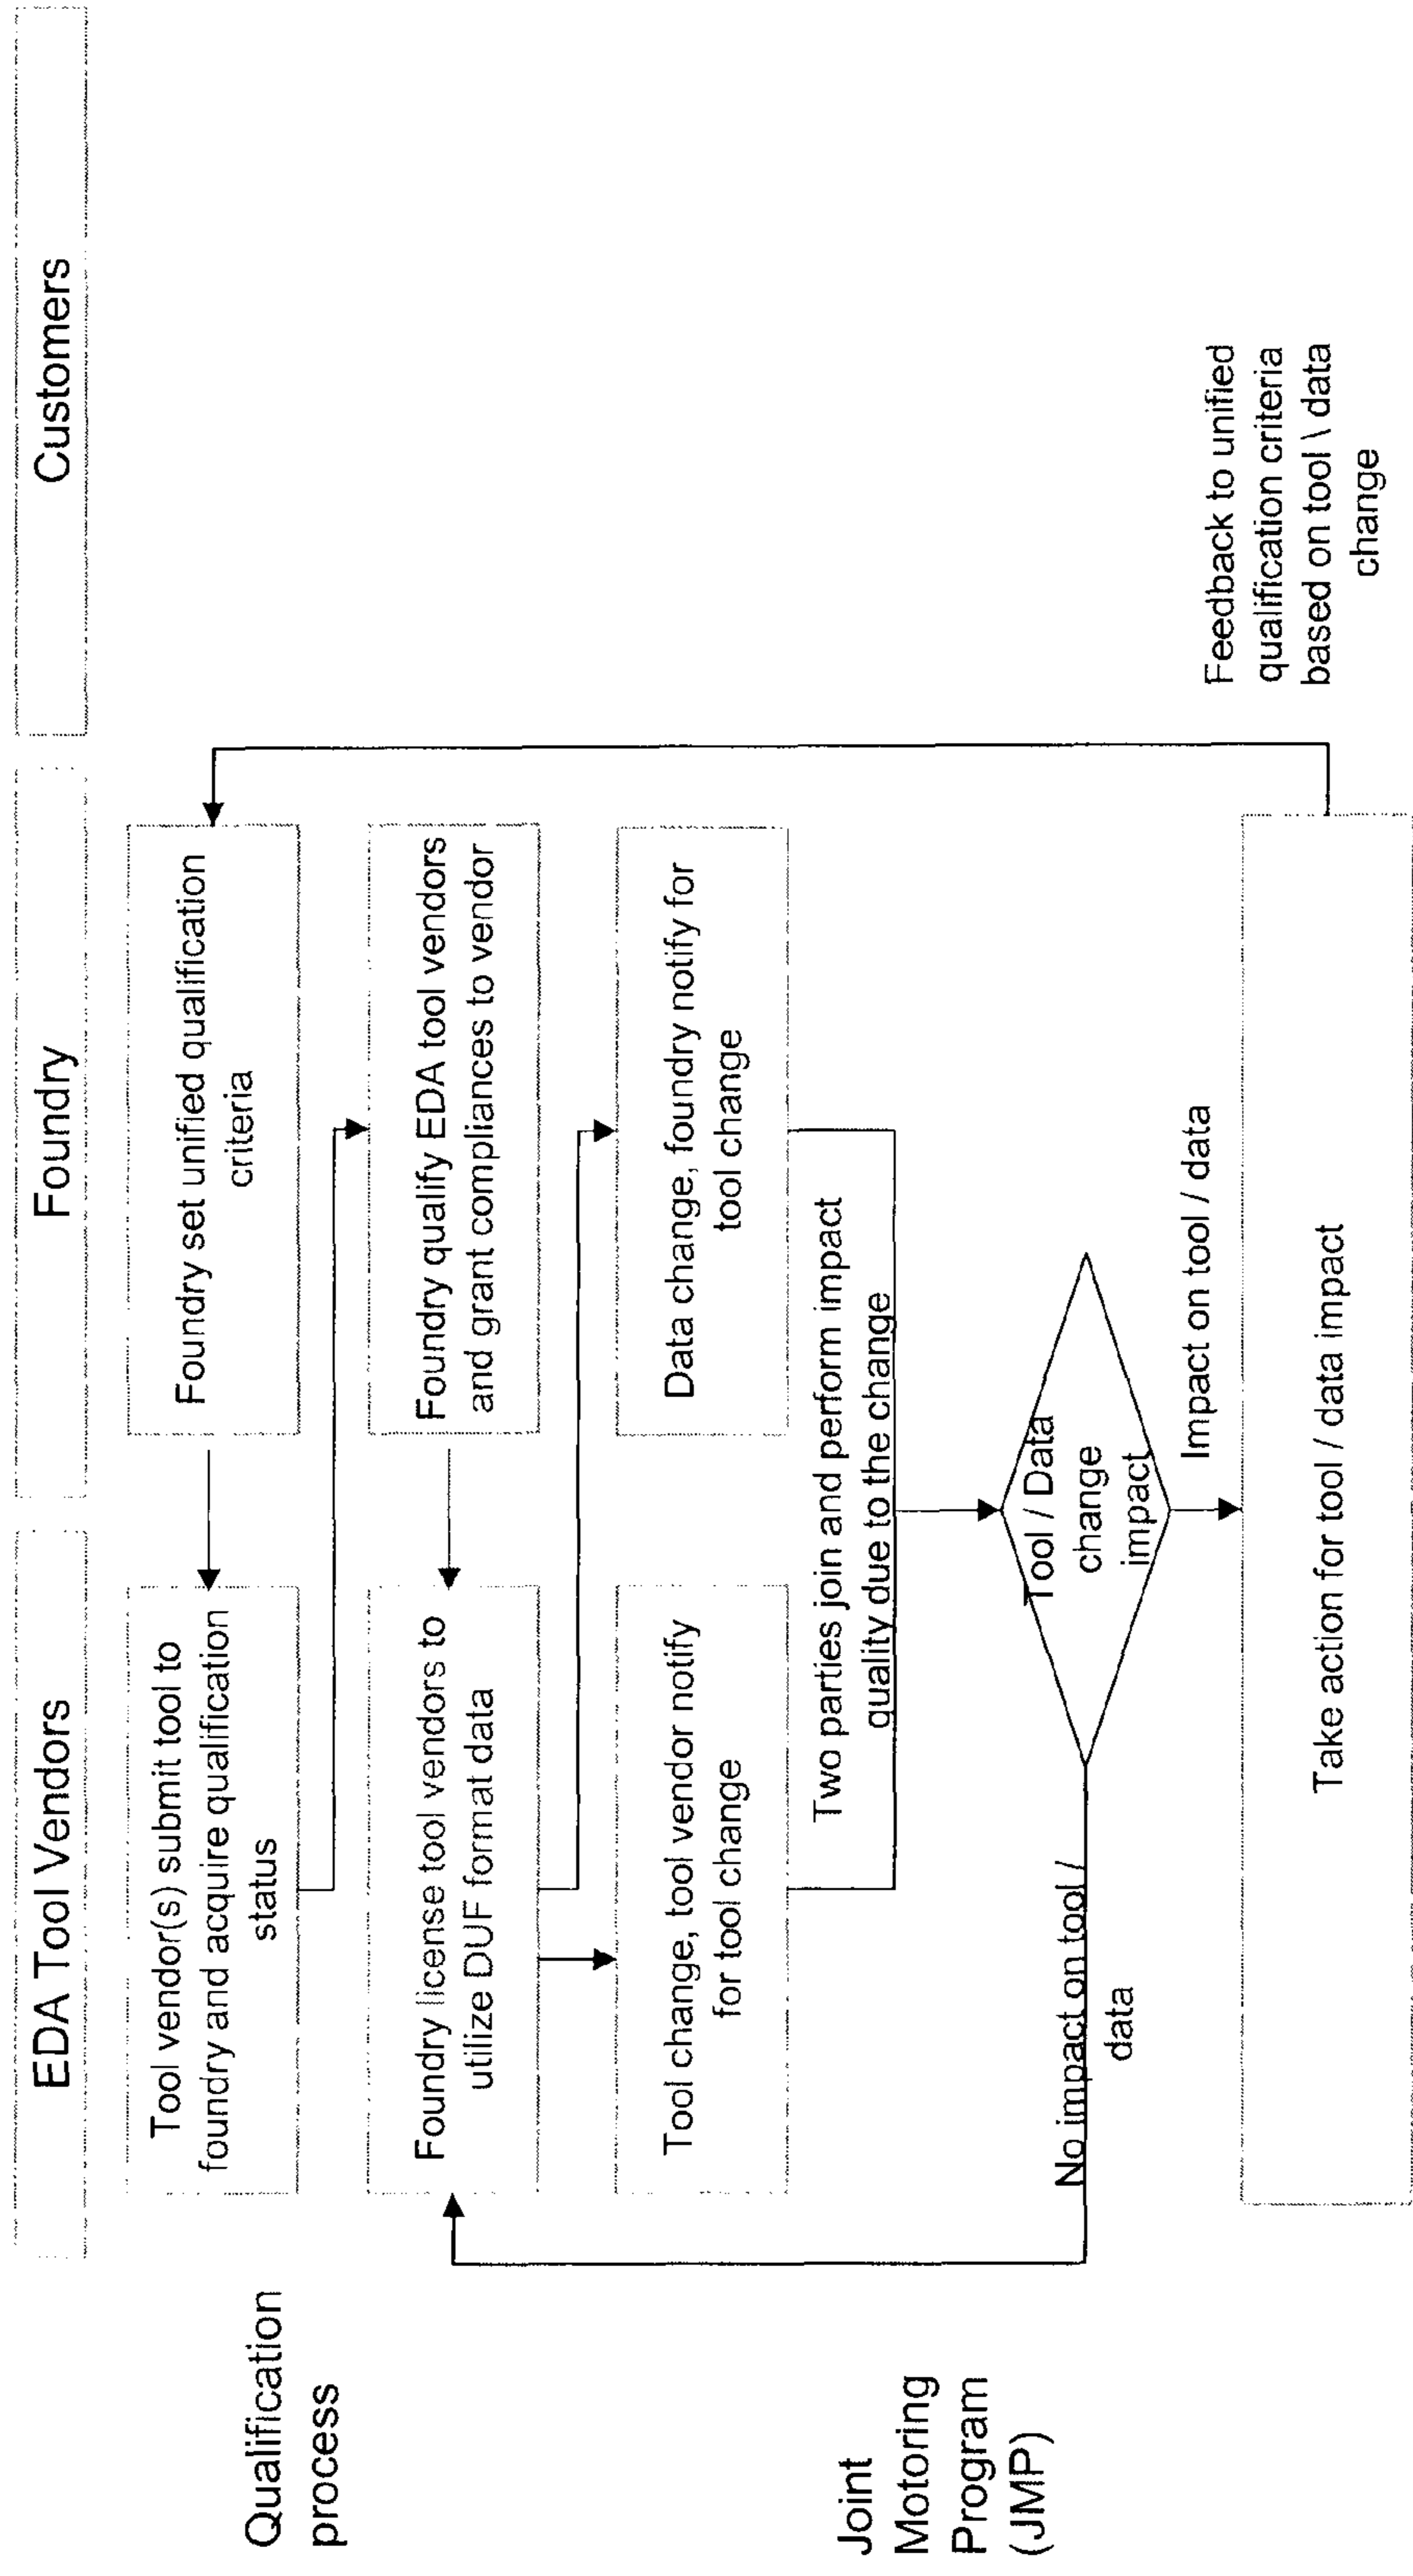 EDA Tool Vendors
Foundry
Customers
Qualification
process
Tool vendor(s) submit tool to
foundry and acquire qualification
status
Foundry set unified qualification
criteria
Foundry license tool vendors to
utilize DUF format data
Foundry qualify EDA tool vendors
and grant compliances to vendor
Tool change, tool vendor notify
for tool change
Data change, foundry notify for
tool change
Joint
Motoring
Program
(JMP)
Two parties join and perform impact
quality due to the change
Tool / Data
change
impact
No impact on tool /
data
Impact on tool / data
Feedback to unified
qualification criteria
based on tool \ data
change
Take action for tool / data impact